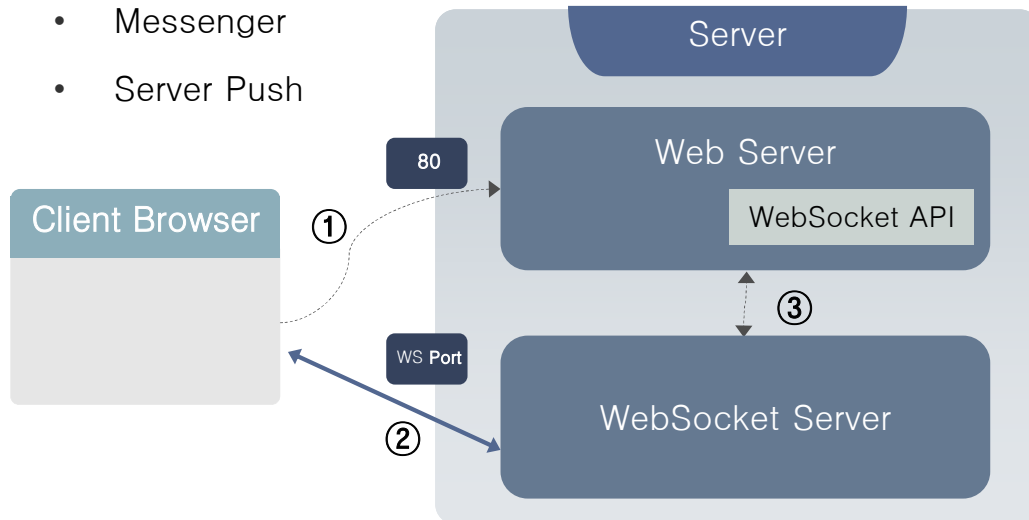 • Messenger
• Server Push
Server
80
Web Server
WebSocket API
Client Browser
①
③
WS Port
②
WebSocket Server